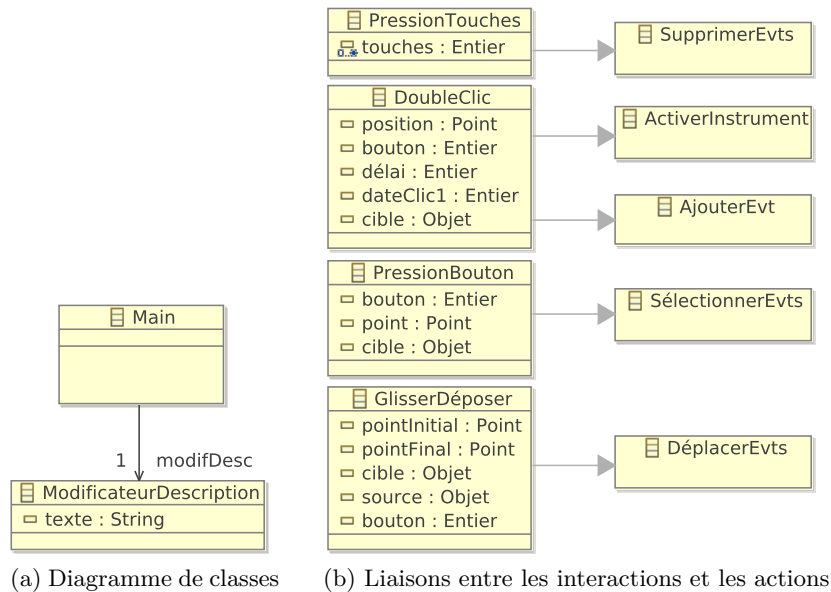 Main
1 modifDesc
ModificateurDescription
texte : String
(a) Diagramme de classes
PressionTouches
0..* touches : Entier
SupprimerEvts
DoubleClic
position : Point
bouton : Entier
délai : Entier
dateClic1 : Entier
cible : Objet
ActiverInstrument
AjouterEvt
PressionBouton
bouton : Entier
point : Point
cible : Objet
SélectionnerEvts
GlisserDéposer
pointInitial : Point
pointFinal : Point
cible : Objet
source : Objet
bouton : Entier
DéplacerEvts
(b) Liaisons entre les interactions et les actions